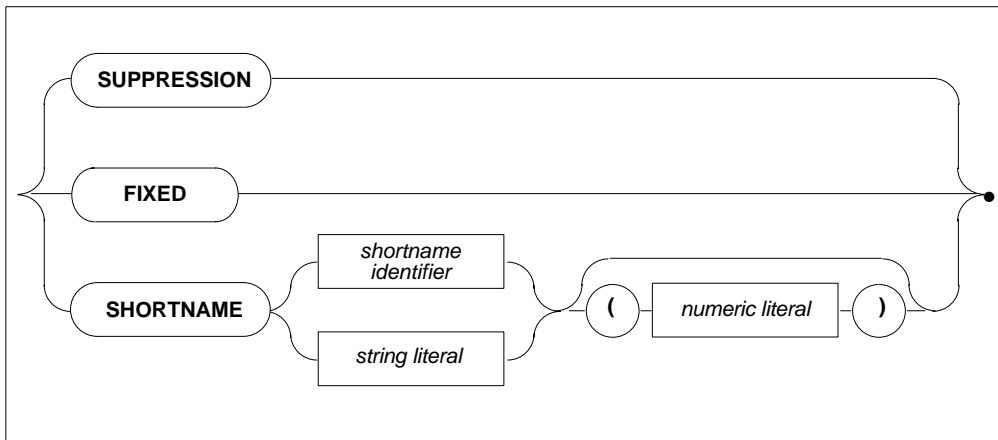 SUPPRESSION
FIXED
shortname
identifier
SHORTNAME
( numeric literal )
string literal